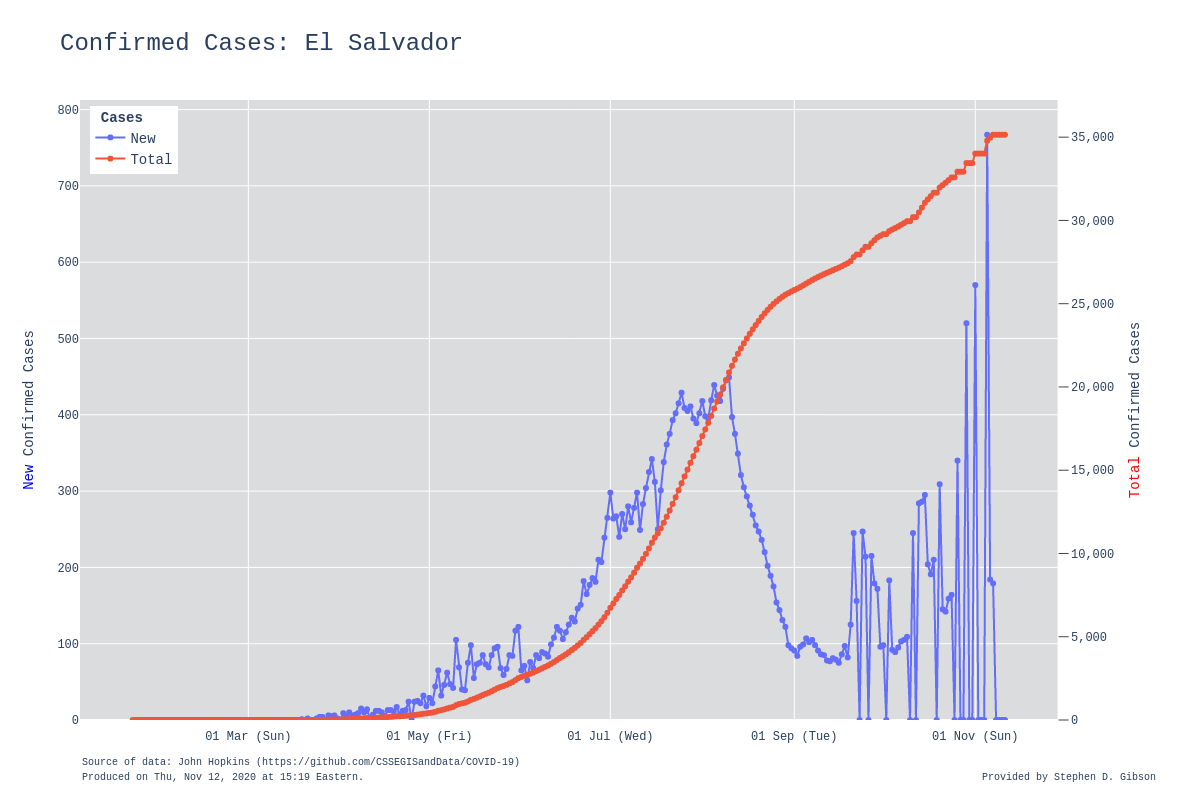 Confirmed Cases: El Salvador
Cases
New
Total
800
700
600
500
400
300
200
100
0
35,000
30,000
25,000
20,000
15,000
10,000
5,000
0
New Confirmed Cases
Total Confirmed Cases
01 Mar (Sun)
01 May (Fri)
01 Jul (Wed)
01 Sep (Tue)
01 Nov (Sun)
Source of data: John Hopkins (https://github.com/CSSEGISandData/COVID-19)
Produced on Thu, Nov 12, 2020 at 15:19 Eastern.
Provided by Stephen D. Gibson